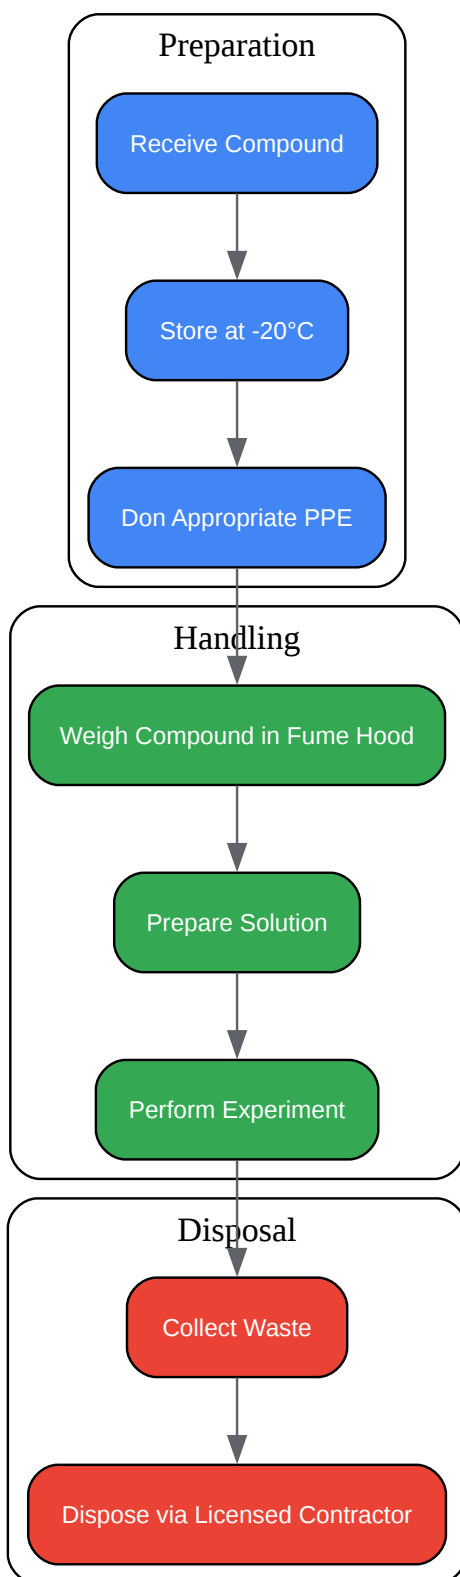 Preparation
Receive Compound
Store at -20°C
Don Appropriate PPE
Handling
Weigh Compound in Fume Hood
Prepare Solution
Perform Experiment
Disposal
Collect Waste
Dispose via Licensed Contractor